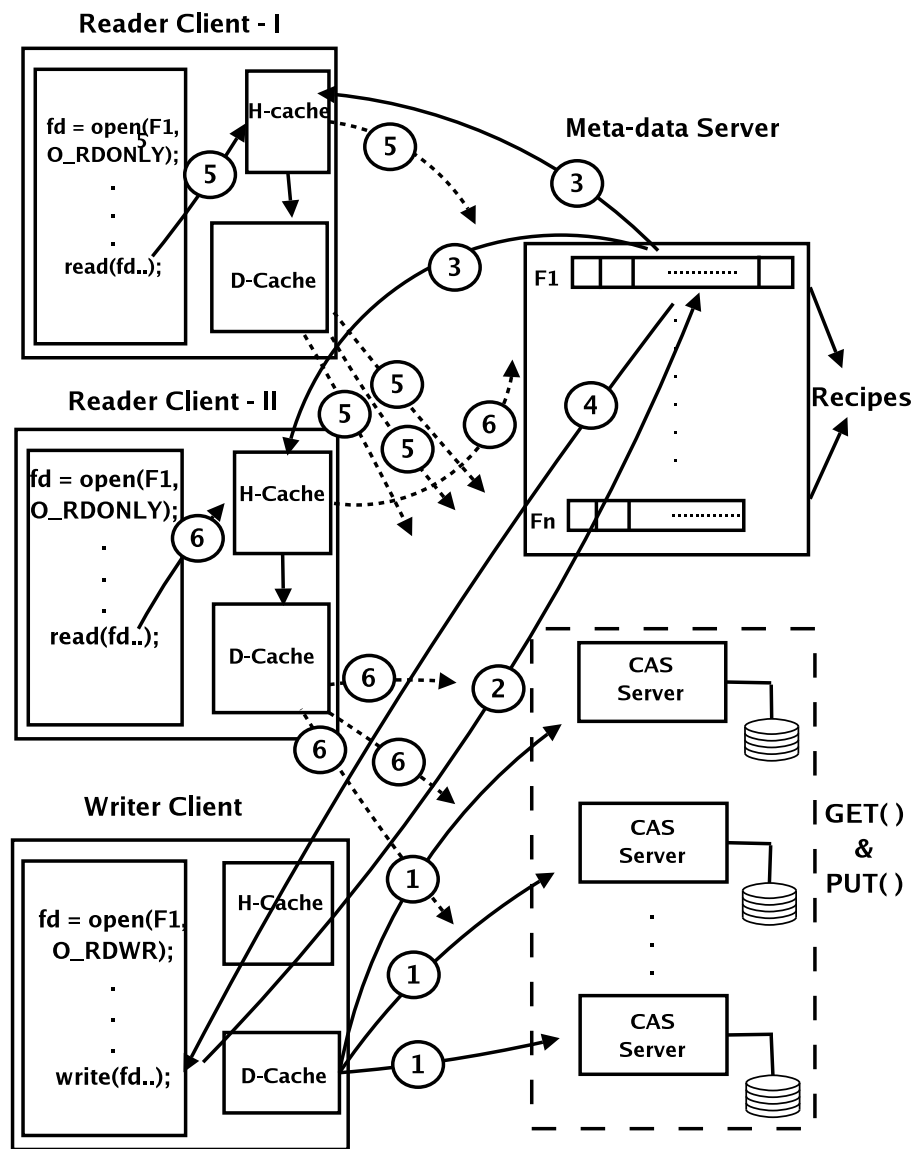 Reader Client - I
fd = open(F1,
5
O_RDONLY);
.
.
.
read(fd..);
H-cache
D-Cache
5
5
5
5
5
3
3
Meta-data Server
F1
............
.
.
.
.
.
Fn
............
Recipes
4
2
Reader Client - II
fd = open(F1,
O_RDONLY);
.
.
.
read(fd..);
H-Cache
D-Cache
6
6
6
6
6
Writer Client
fd = open(F1,
O_RDWR);
.
.
.
write(fd..);
H-Cache
D-Cache
1
1
1
CAS
Server
CAS
Server
.
.
.
CAS
Server
GET( )
&
PUT( )